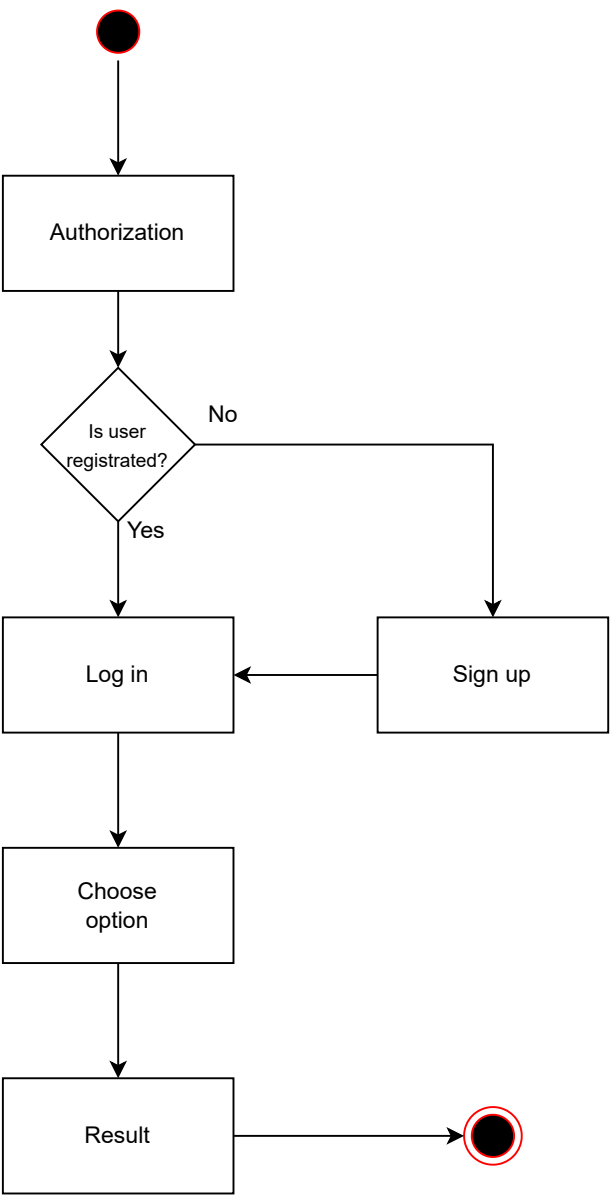 Authorization
Is user
registrated?
No
Yes
Log in
Sign up
Choose
option
Result